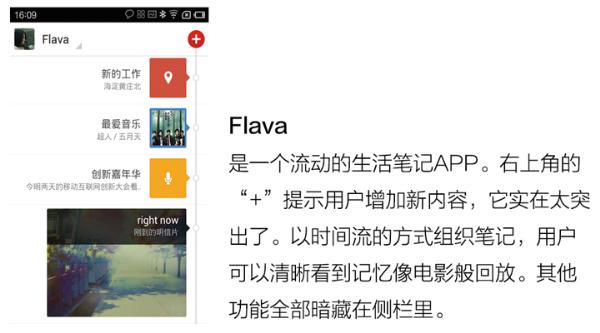 16:09
Flava
新的工作
海淀黄庄北
最爱音乐
超人 / 五月天
创新嘉年华
今明两天的移动互联网创新大会看.
right now
刚到的明信片
Flava
是一个流动的生活笔记APP。右上角的
“+”提示用户增加新内容，它实在太突
出了。以时间流的方式组织笔记，用户
可以清晰看到记忆像电影般回放。其他
功能全部暗藏在侧栏里。